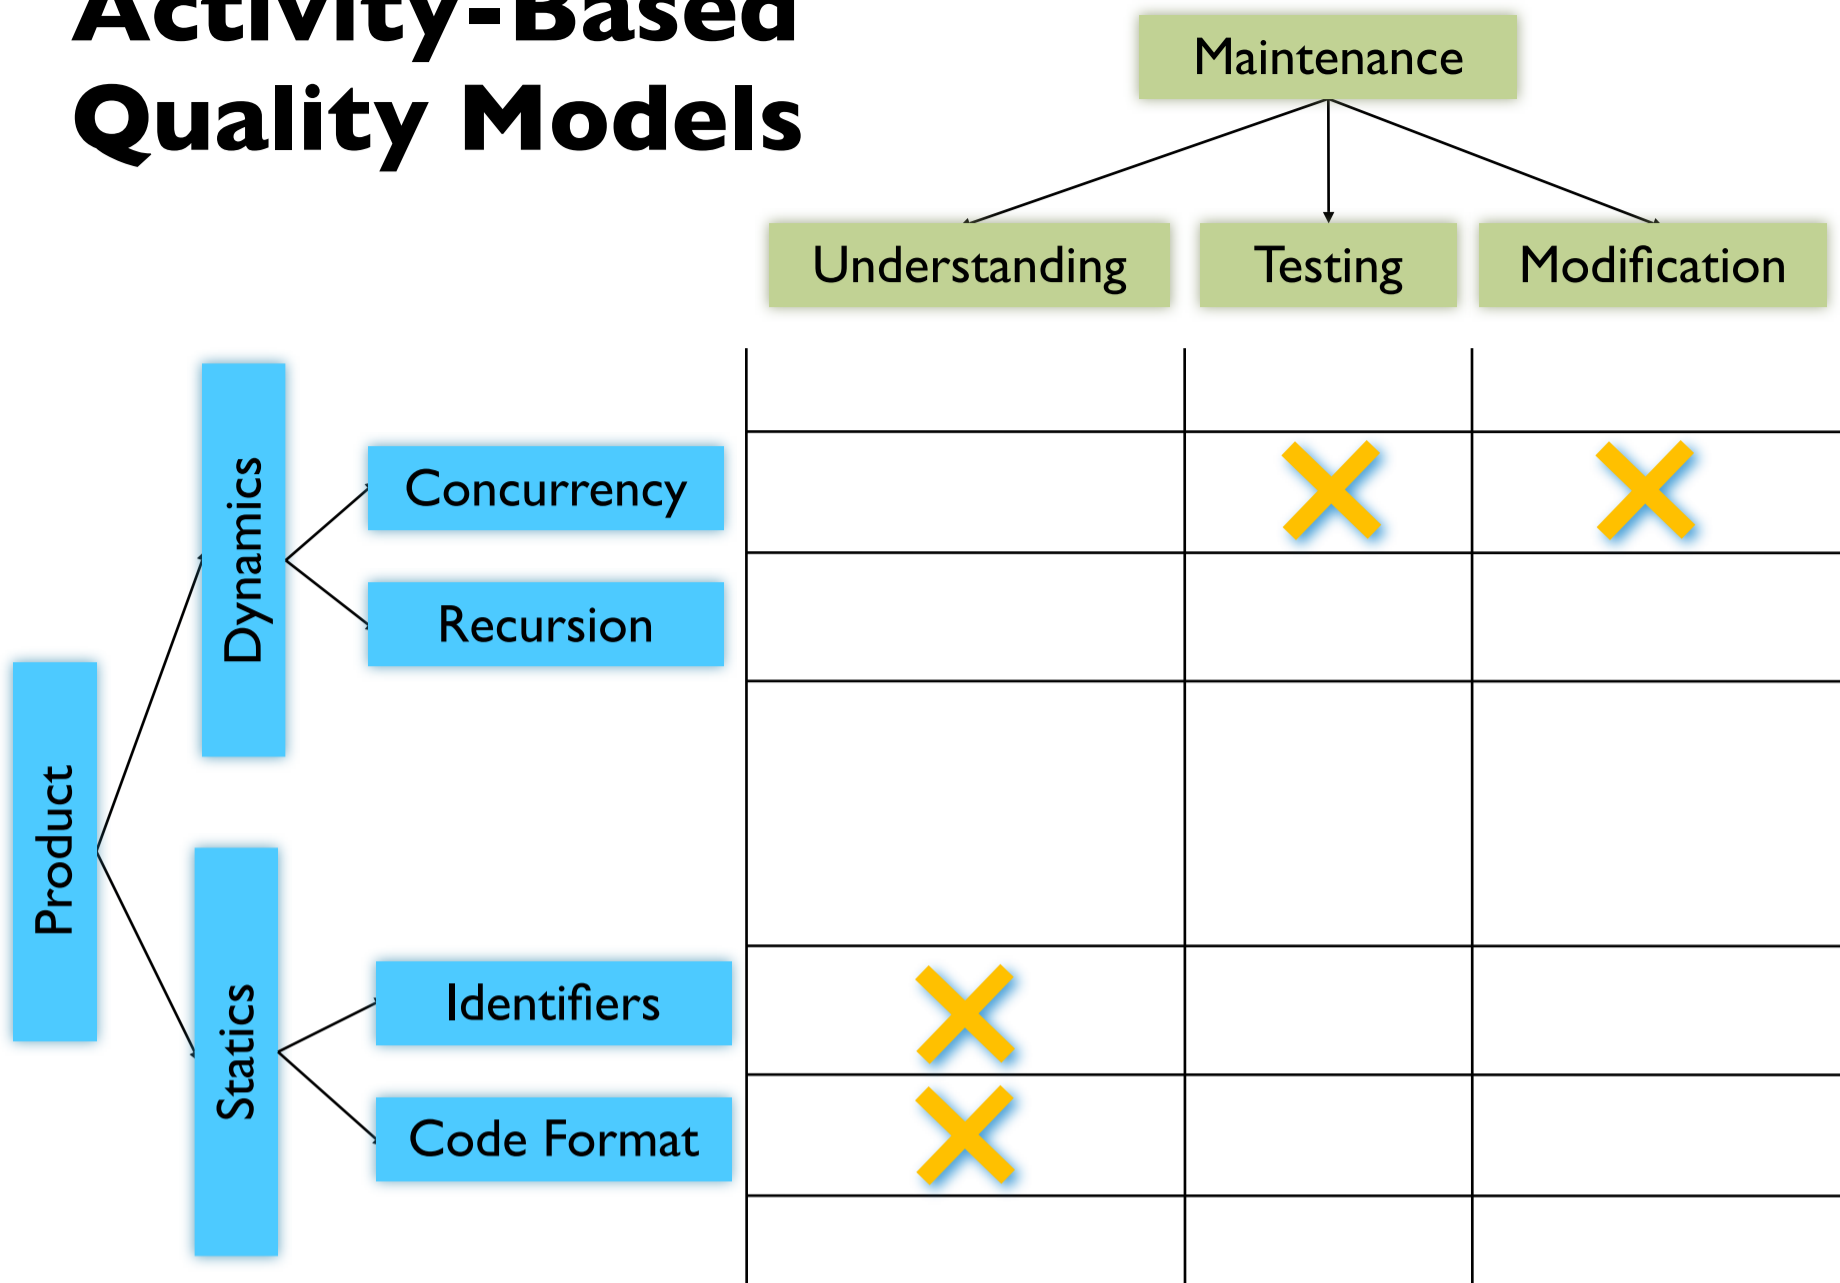 Activity-Based
Quality Models
Maintenance
Understanding
Testing
Modification
Dynamics
Concurrency
Recursion
Product
Statics
Identifiers
Code Format